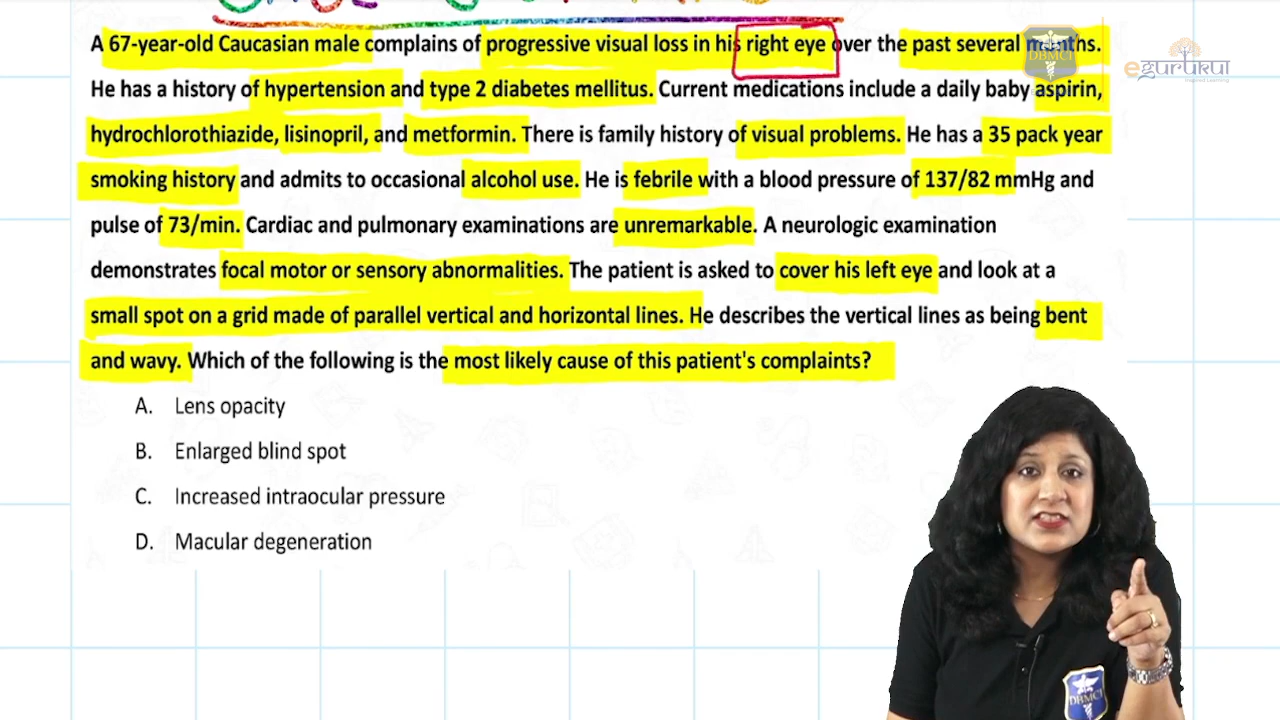 A 67-year-old Caucasian male complains of progressive visual loss in his right eye over the past several months.
He has a history of hypertension and type 2 diabetes mellitus. Current medications include a daily baby aspirin,
hydrochlorothiazide, lisinopril, and metformin. There is family history of visual problems. He has a 35 pack year
smoking history and admits to occasional alcohol use. He is febrile with a blood pressure of 137/82 mmHg and
pulse of 73/min. Cardiac and pulmonary examinations are unremarkable. A neurologic examination
demonstrates focal motor or sensory abnormalities. The patient is asked to cover his left eye and look at a
small spot on a grid made of parallel vertical and horizontal lines. He describes the vertical lines as being bent
and wavy. Which of the following is the most likely cause of this patient's complaints?
A. Lens opacity
B. Enlarged blind spot
C. Increased intraocular pressure
D. Macular degeneration
DBMCI
eGurukul
Inspired Learning
DBMCI